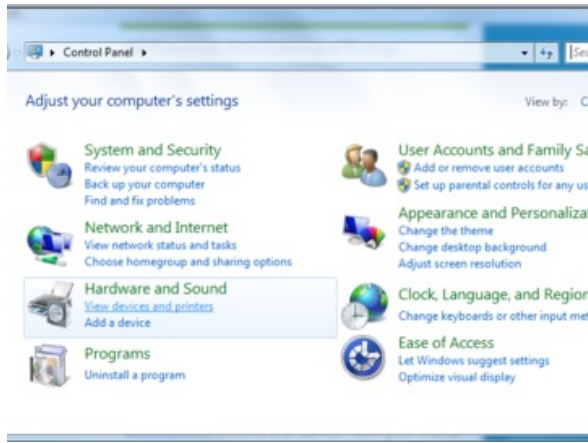 Control Panel
Adjust your computer's settings
View by:
System and Security
Review your computer's status
Back up your computer
Find and fix problems
Network and Internet
View network status and tasks
Choose homegroup and sharing options
Hardware and Sound
View devices and printers
Add a device
Programs
Uninstall a program
User Accounts and Family
Add or remove user accounts
Set up parental controls for any
Appearance and
Change the theme
Change desktop background
Adjust screen resolution
Clock, Language, and Region
Change keyboards or other input
Ease of Access
Let Windows suggest settings
Optimize visual display